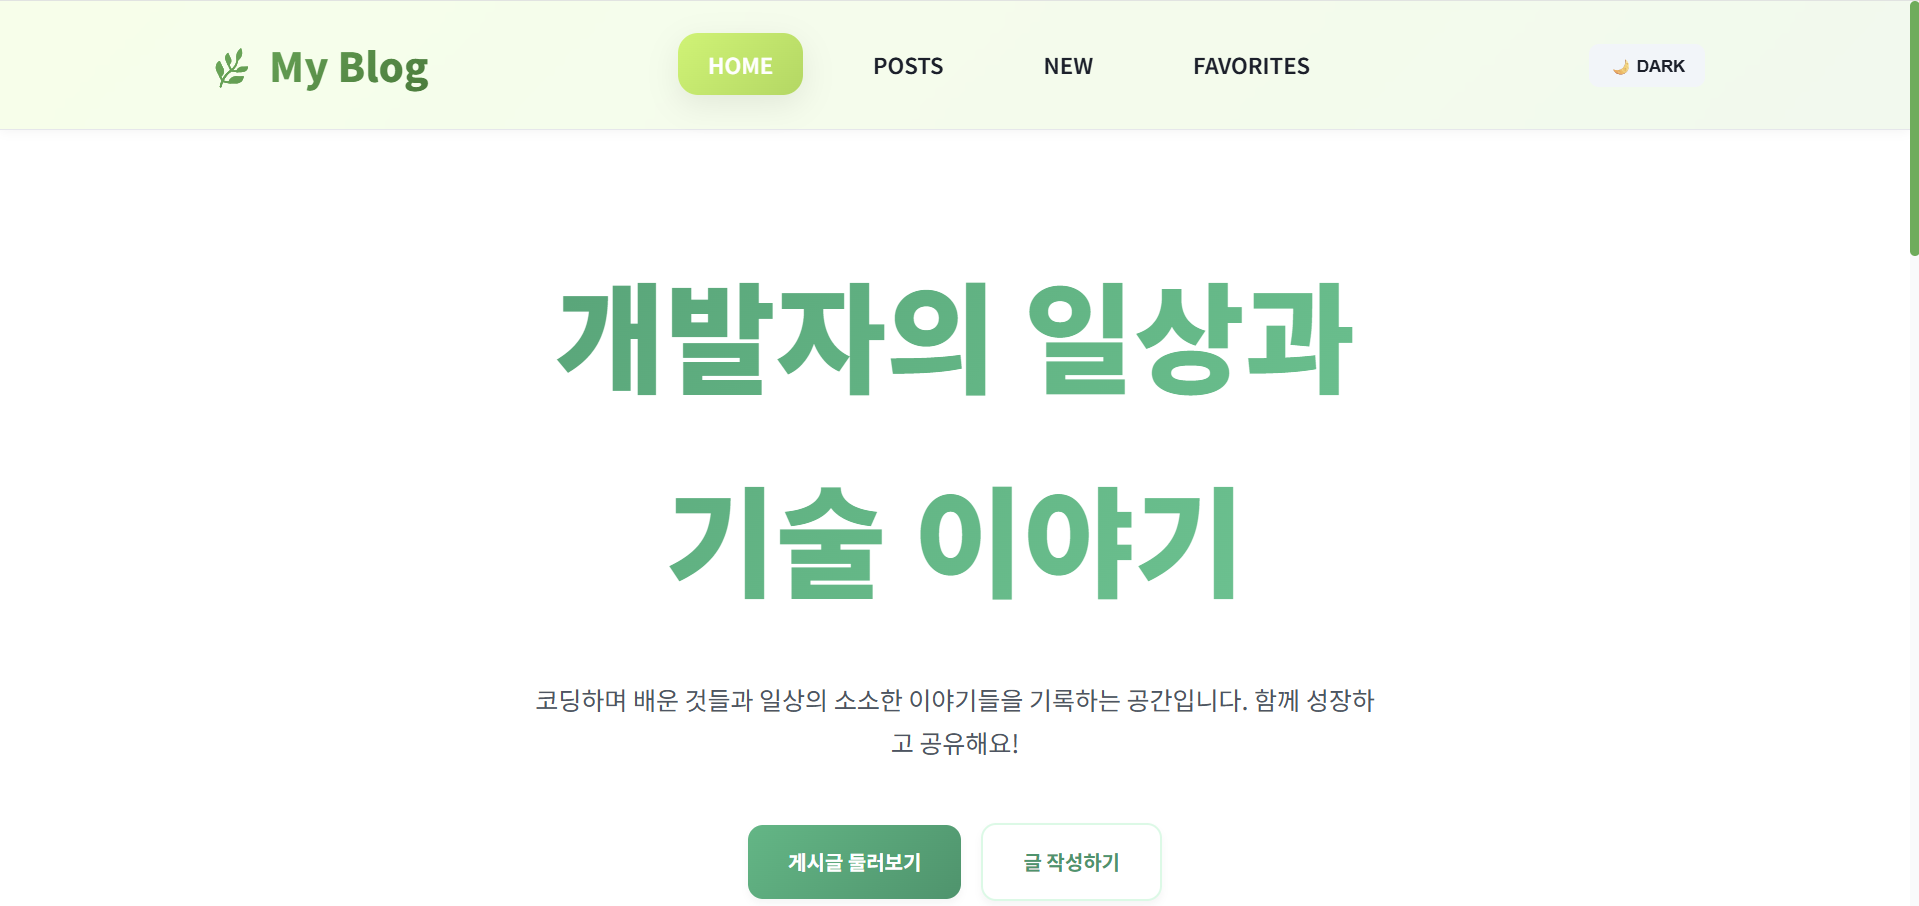 My Blog
HOME
POSTS
NEW
FAVORITES
DARK
개발자의 일상과
기술 이야기
코딩하며 배운 것들과 일상의 소소한 이야기들을 기록하는 공간입니다. 함께 성장하
고 공유해요!
게시글 둘러보기
글 작성하기